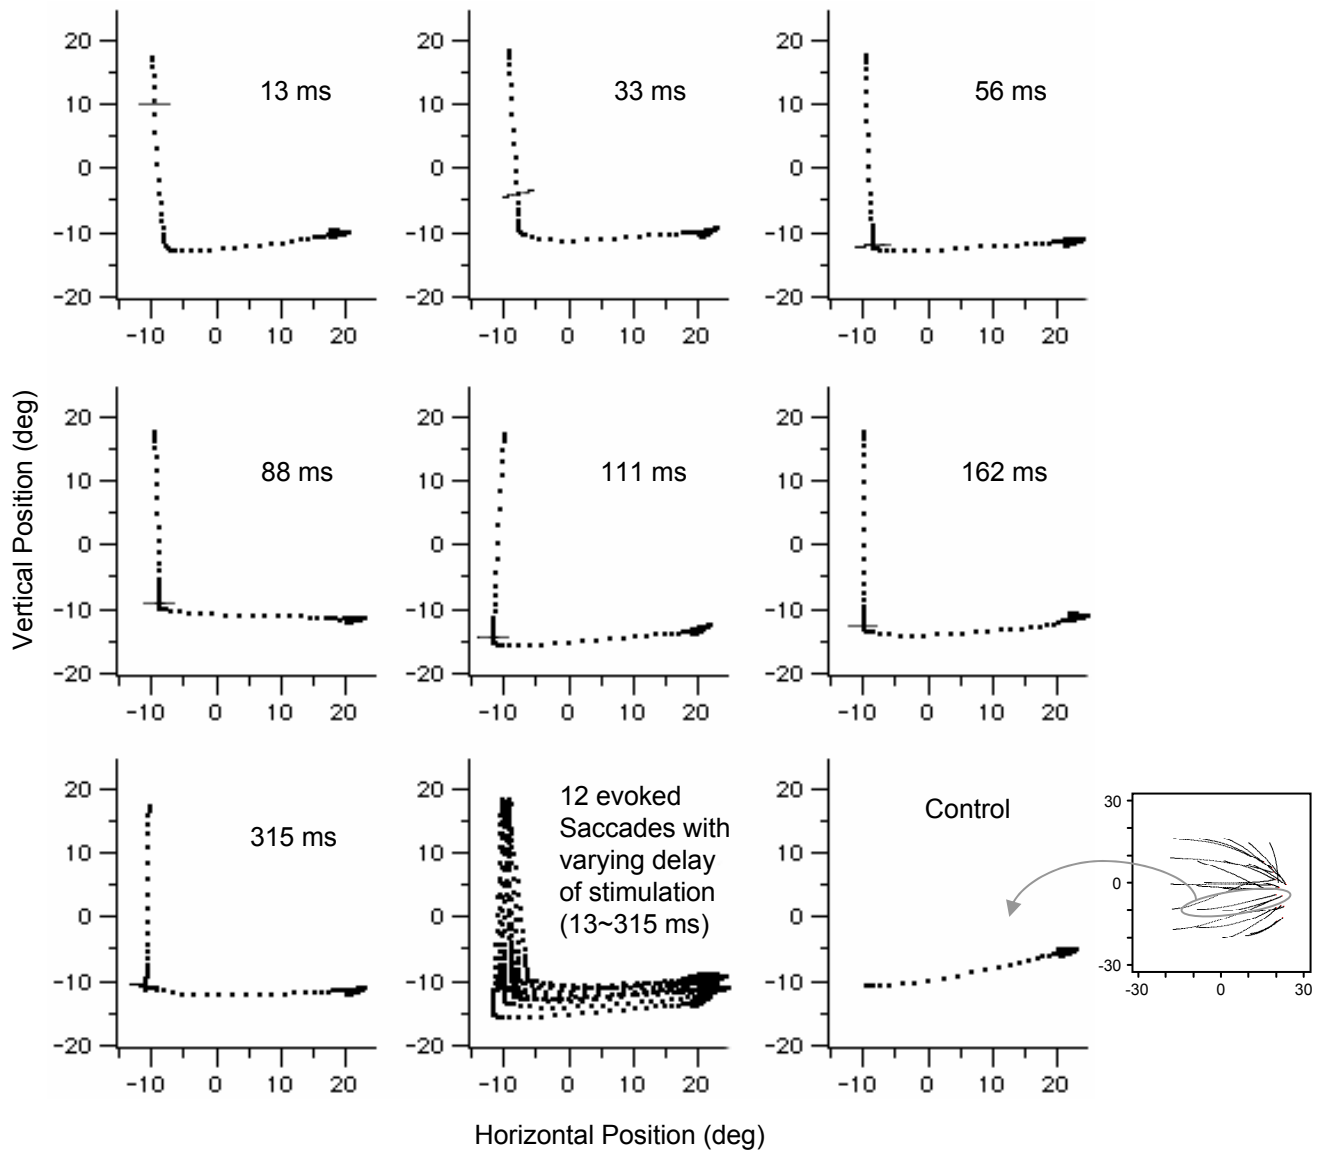 20
10
0
−10
−20
−10 0 10 20
13 ms
20
10
0
−10
−20
−10 0 10 20
33 ms
20
10
0
−10
−20
−10 0 10 20
56 ms
Vertical Position (deg)
20
10
0
−10
−20
−10 0 10 20
88 ms
20
10
0
−10
−20
−10 0 10 20
111 ms
20
10
0
−10
−20
−10 0 10 20
162 ms
20
10
0
−10
−20
−10 0 10 20
315 ms
20
10
0
−10
−20
−10 0 10 20
12 evoked
Saccades with
varying delay
of stimulation
(13~315 ms)
20
10
0
−10
−20
−10 0 10 20
Control
30
0
-30
-30 0 30
Horizontal Position (deg)